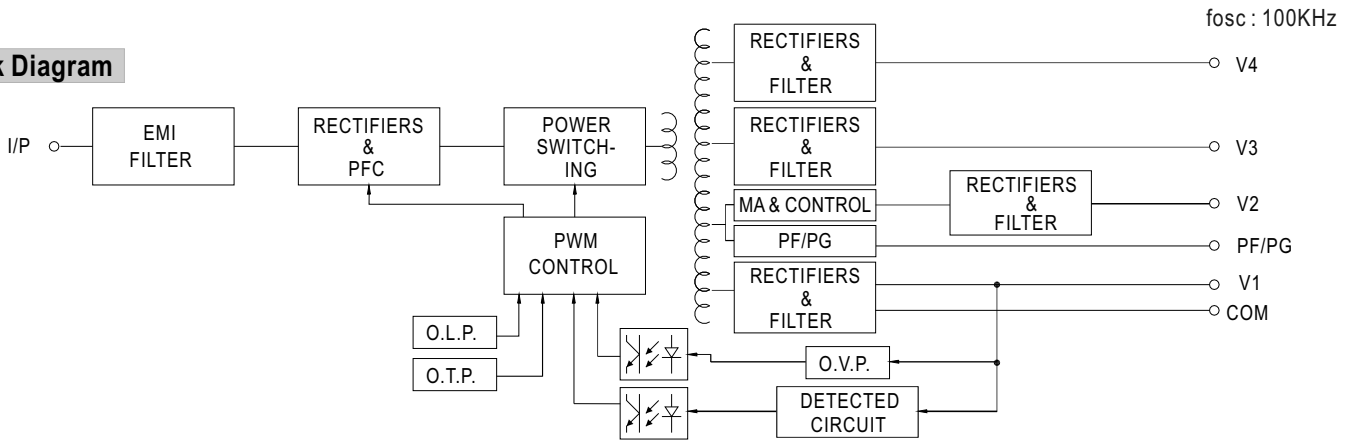 fosc : 100KHz
k Diagram
I/P
EMI
FILTER
RECTIFIERS
&
PFC
POWER
SWITCH-
ING
PWM
CONTROL
O.L.P.
O.T.P.
RECTIFIERS
&
FILTER
V4
RECTIFIERS
&
FILTER
V3
MA & CONTROL
RECTIFIERS
&
FILTER
V2
PF/PG
PF/PG
RECTIFIERS
&
FILTER
V1
COM
O.V.P.
DETECTED
CIRCUIT